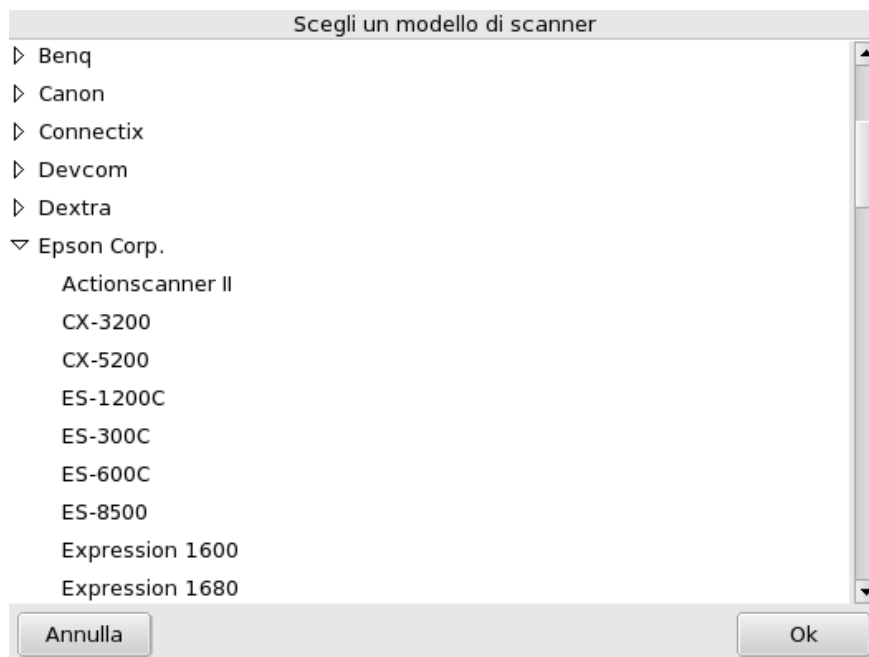 Scegli un modello di scanner
Benq
Canon
Connectix
Devcom
Dextra
Epson Corp.
Actionscanner II
CX-3200
CX-5200
ES-1200C
ES-300C
ES-600C
ES-8500
Expression 1600
Expression 1680
Annulla
Ok